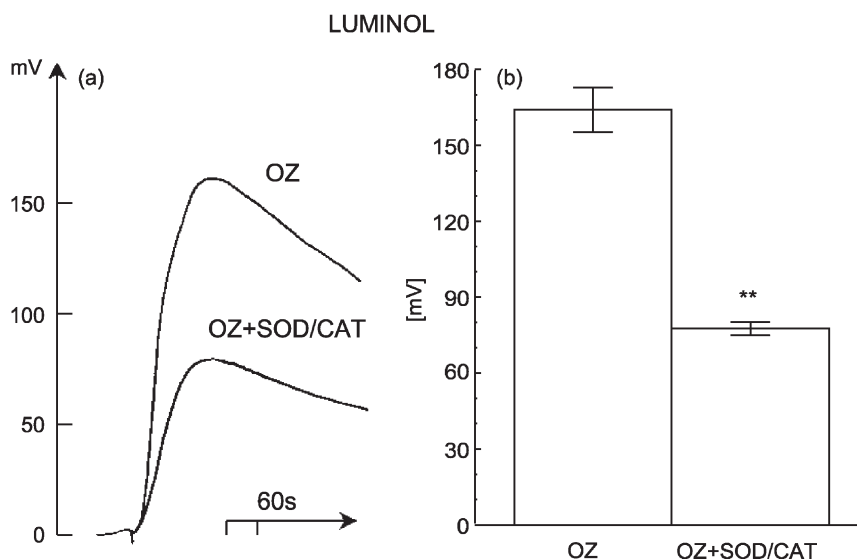 LUMINOL
mV
(a)
OZ
150
100
OZ+SOD/CAT
50
60s
0
(b)
180
150
120
[mV]
90
**
60
30
0
OZ
OZ+SOD/CAT